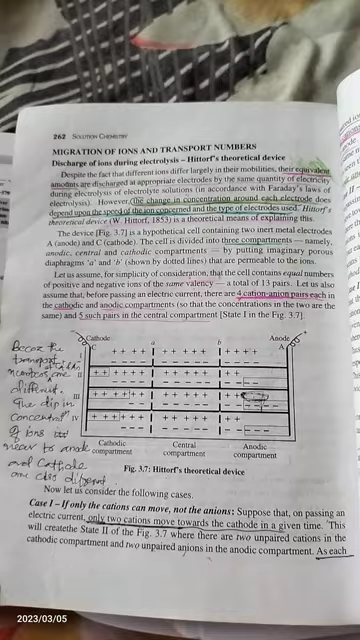 262 SOLUTION CHEMISTRY
MIGRATION OF IONS AND TRANSPORT NUMBERS
Discharge of ions during electrolysis – Hittorf's theoretical device
Despite the fact that different ions differ largely in their mobilities, their equivalent
amounts are discharged at appropriate electrodes by the same quantity of electricity
during electrolysis of electrolyte solutions (in accordance with Faraday's laws of
electrolysis). However, the change in concentration around each electrode does
depend upon the speed of the ion concerned and the type of electrodes used. Hittorf's
theoretical device (W. Hittorf, 1853) is a theoretical means of explaining this.
The device [Fig. 3.7] is a hypothetical cell containing two inert metal electrodes
A (anode) and C (cathode). The cell is divided into three compartments — namely,
anodic, central and cathodic compartments — by putting imaginary porous
diaphragms 'a' and 'b' (shown by dotted lines) that are permeable to the ions.
Let us assume, for simplicity of consideration, that the cell contains equal numbers
of positive and negative ions of the same valency — a total of 13 pairs. Let us also
assume that, before passing an electric current, there are 4 cation-anion pairs each in
the cathodic and anodic compartments (so that the concentrations in the two are the
same) and 5 such pairs in the central compartment [State I in the Fig. 3.7].
Cathode a b Anode
C A
Becoz the
transport
numbers are
different.
The dip in
concentratn
of ions
near to anode
and Cathode
are also different.
I
II
IV
Cathodic compartment
Central compartment
Anodic compartment
Fig. 3.7: Hittorf's theoretical device
Now let us consider the following cases.
Case I – If only the cations can move, not the anions: Suppose that, on passing an
electric current, only two cations move towards the cathode in a given time. This
will createthe State II of the Fig. 3.7 where there are two unpaired cations in the
cathodic compartment and two unpaired anions in the anodic compartment. As each
2023/03/05